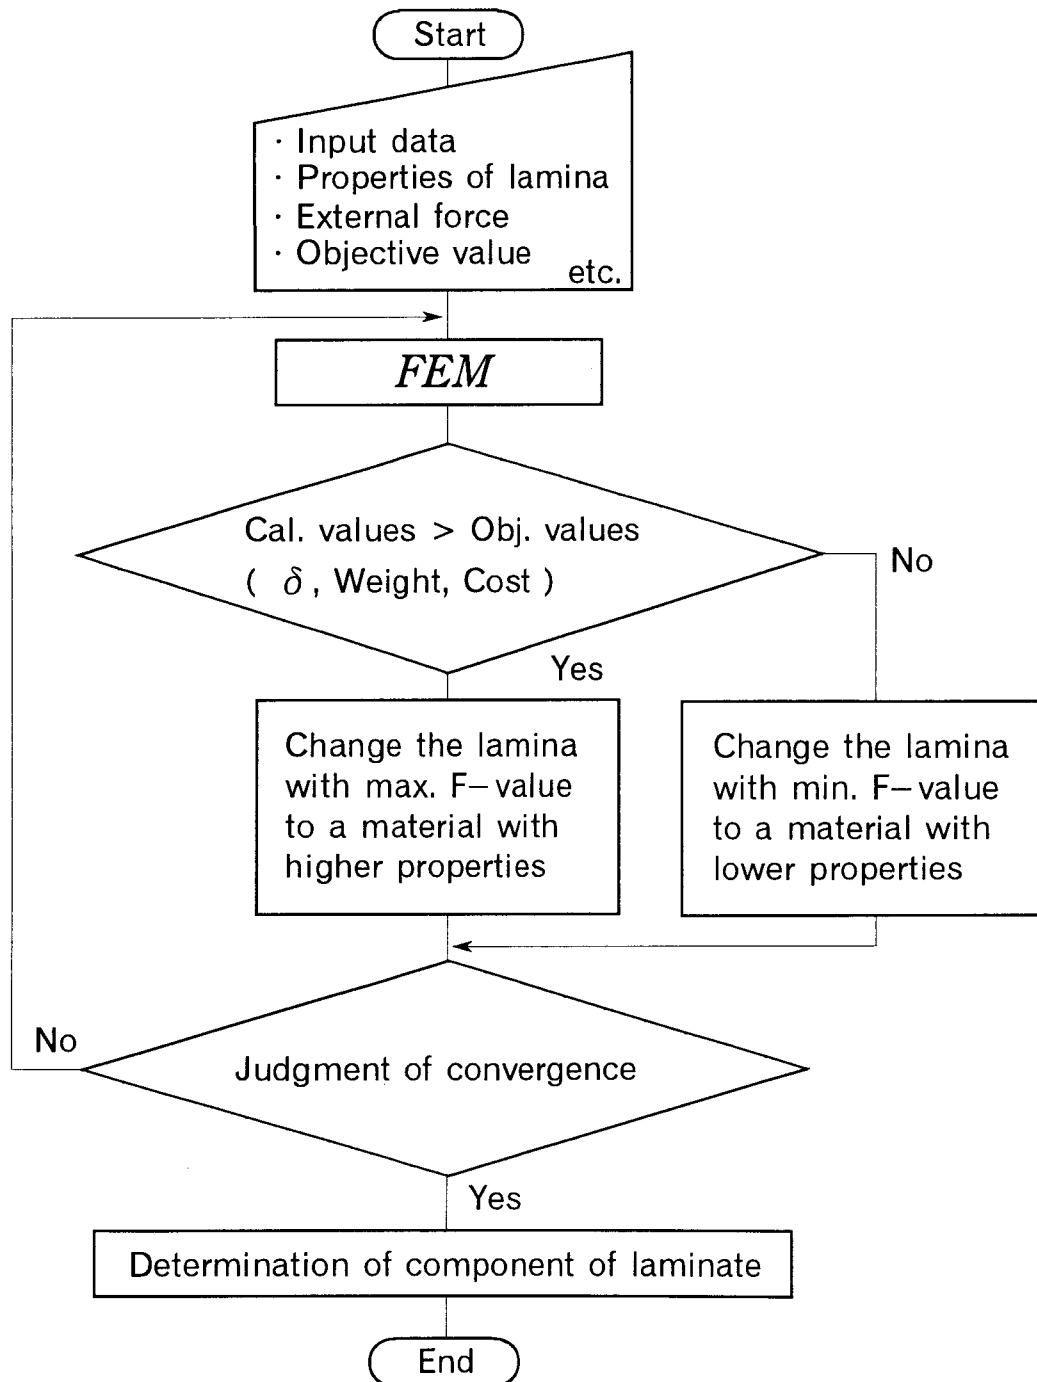 Start
· Input data
· Properties of lamina
· External force
· Objective value
etc.
FEM
Cal. values > Obj. values
( δ, Weight, Cost )
No
Yes
Change the lamina
with max. F−value
to a material with
higher properties
Change the lamina
with min. F−value
to a material with
lower properties
No
Judgment of convergence
Yes
Determination of component of laminate
End